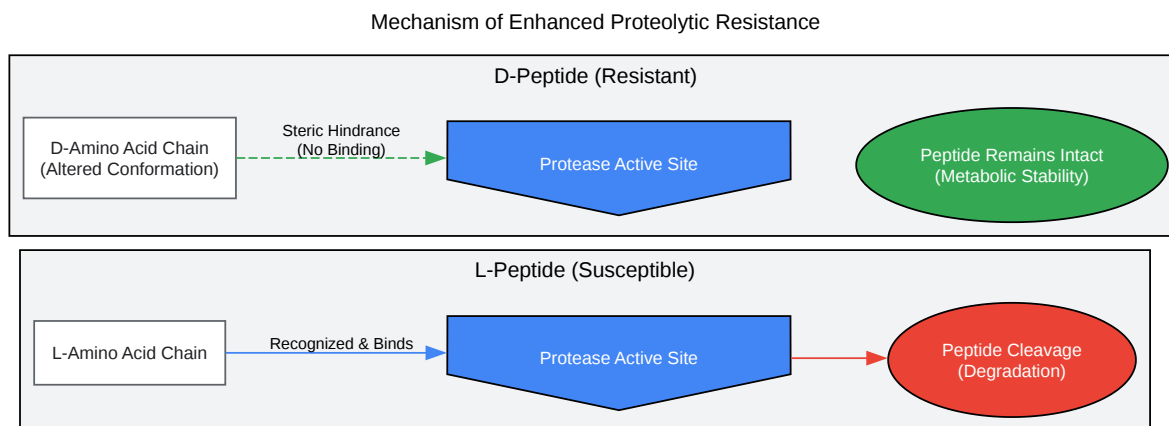 Mechanism of Enhanced Proteolytic Resistance
D-Peptide (Resistant)
D-Amino Acid Chain
(Altered Conformation)
Steric Hindrance
(No Binding)
Protease Active Site
Peptide Remains Intact
(Metabolic Stability)
L-Peptide (Susceptible)
L-Amino Acid Chain
Recognized & Binds
Protease Active Site
Peptide Cleavage
(Degradation)